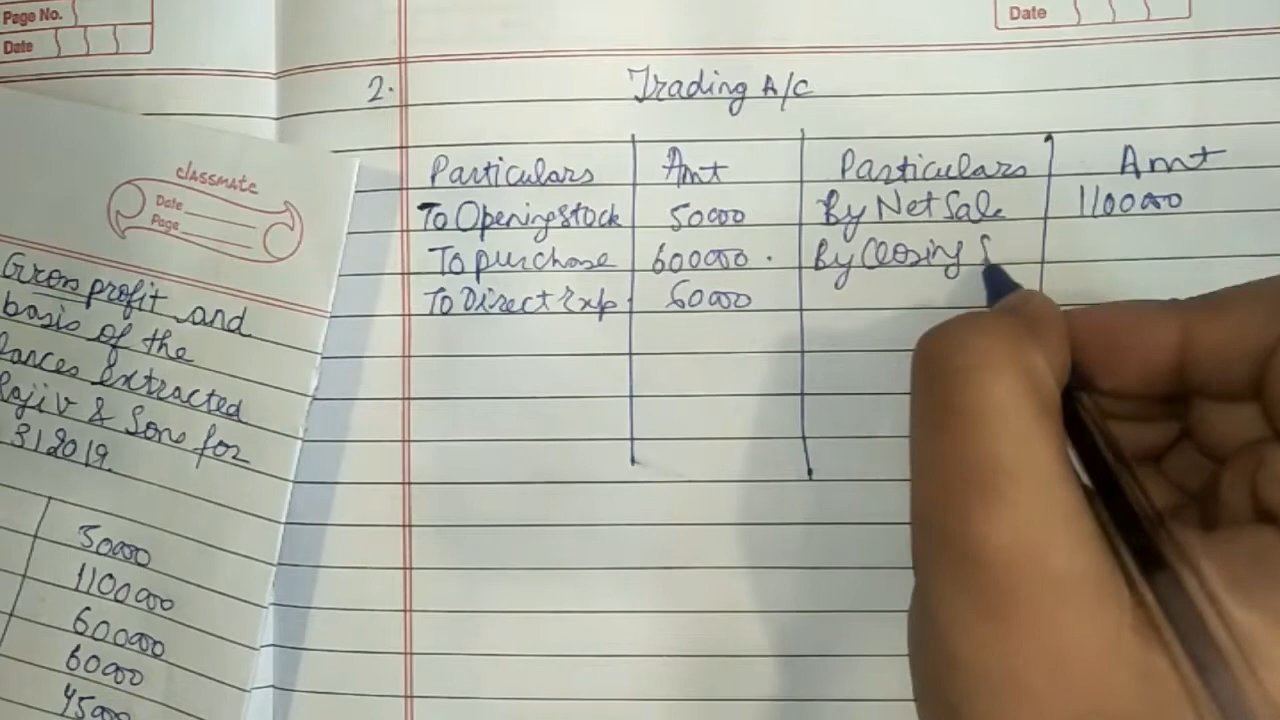 Page No.
Date
Date
2. Trading A/C
Particulars Amt Particulars Amt
To Opening stock 50000 By Net Sale 1100000
To purchase 600000 . By Closing S
To Direct Exp. 60000
classmate
Date
Page
Gross profit and
basis of the
lances extracted
Rajiv & Sons for
31 2019
50000
1100000
600000
60000
45000